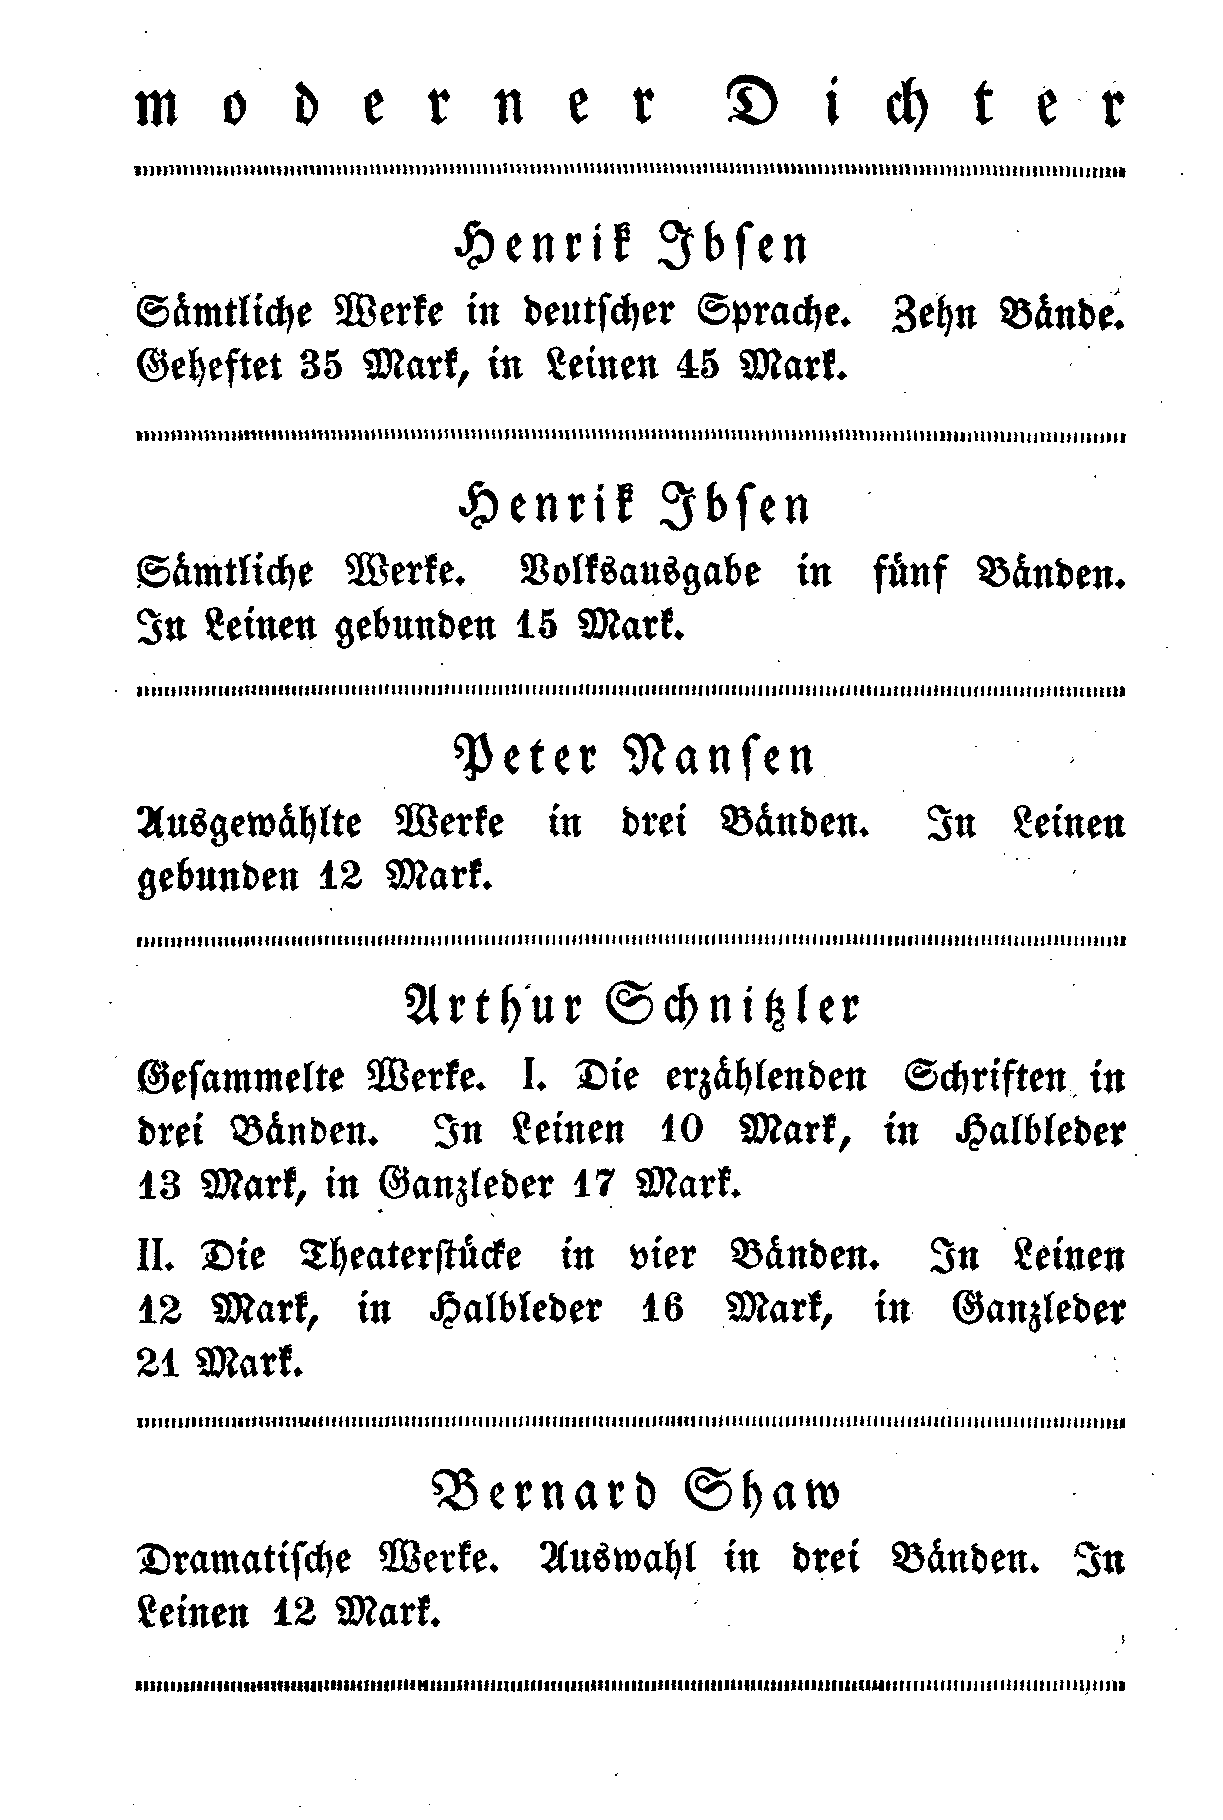 moderner Dichter
Henrik Ibsen
Sämtliche Werke in deutscher Sprache. Zehn Bände.
Geheftet 35 Mark, in Leinen 45 Mark.
Henrik Ibsen
Sämtliche Werke. Volksausgabe in fünf Bänden.
In Leinen gebunden 15 Mark.
Peter Nansen
Ausgewählte Werke in drei Bänden. In Leinen
gebunden 12 Mark.
Arthur Schnitzler
Gesammelte Werke. I. Die erzählenden Schriften in
drei Bänden. In Leinen 10 Mark, in Halbleder
13 Mark, in Ganzleder 17 Mark.
II. Die Theaterstücke in vier Bänden. In Leinen
12 Mark, in Halbleder 16 Mark, in Ganzleder
21 Mark.
Bernard Shaw
Dramatische Werke. Auswahl in drei Bänden. In
Leinen 12 Mark.